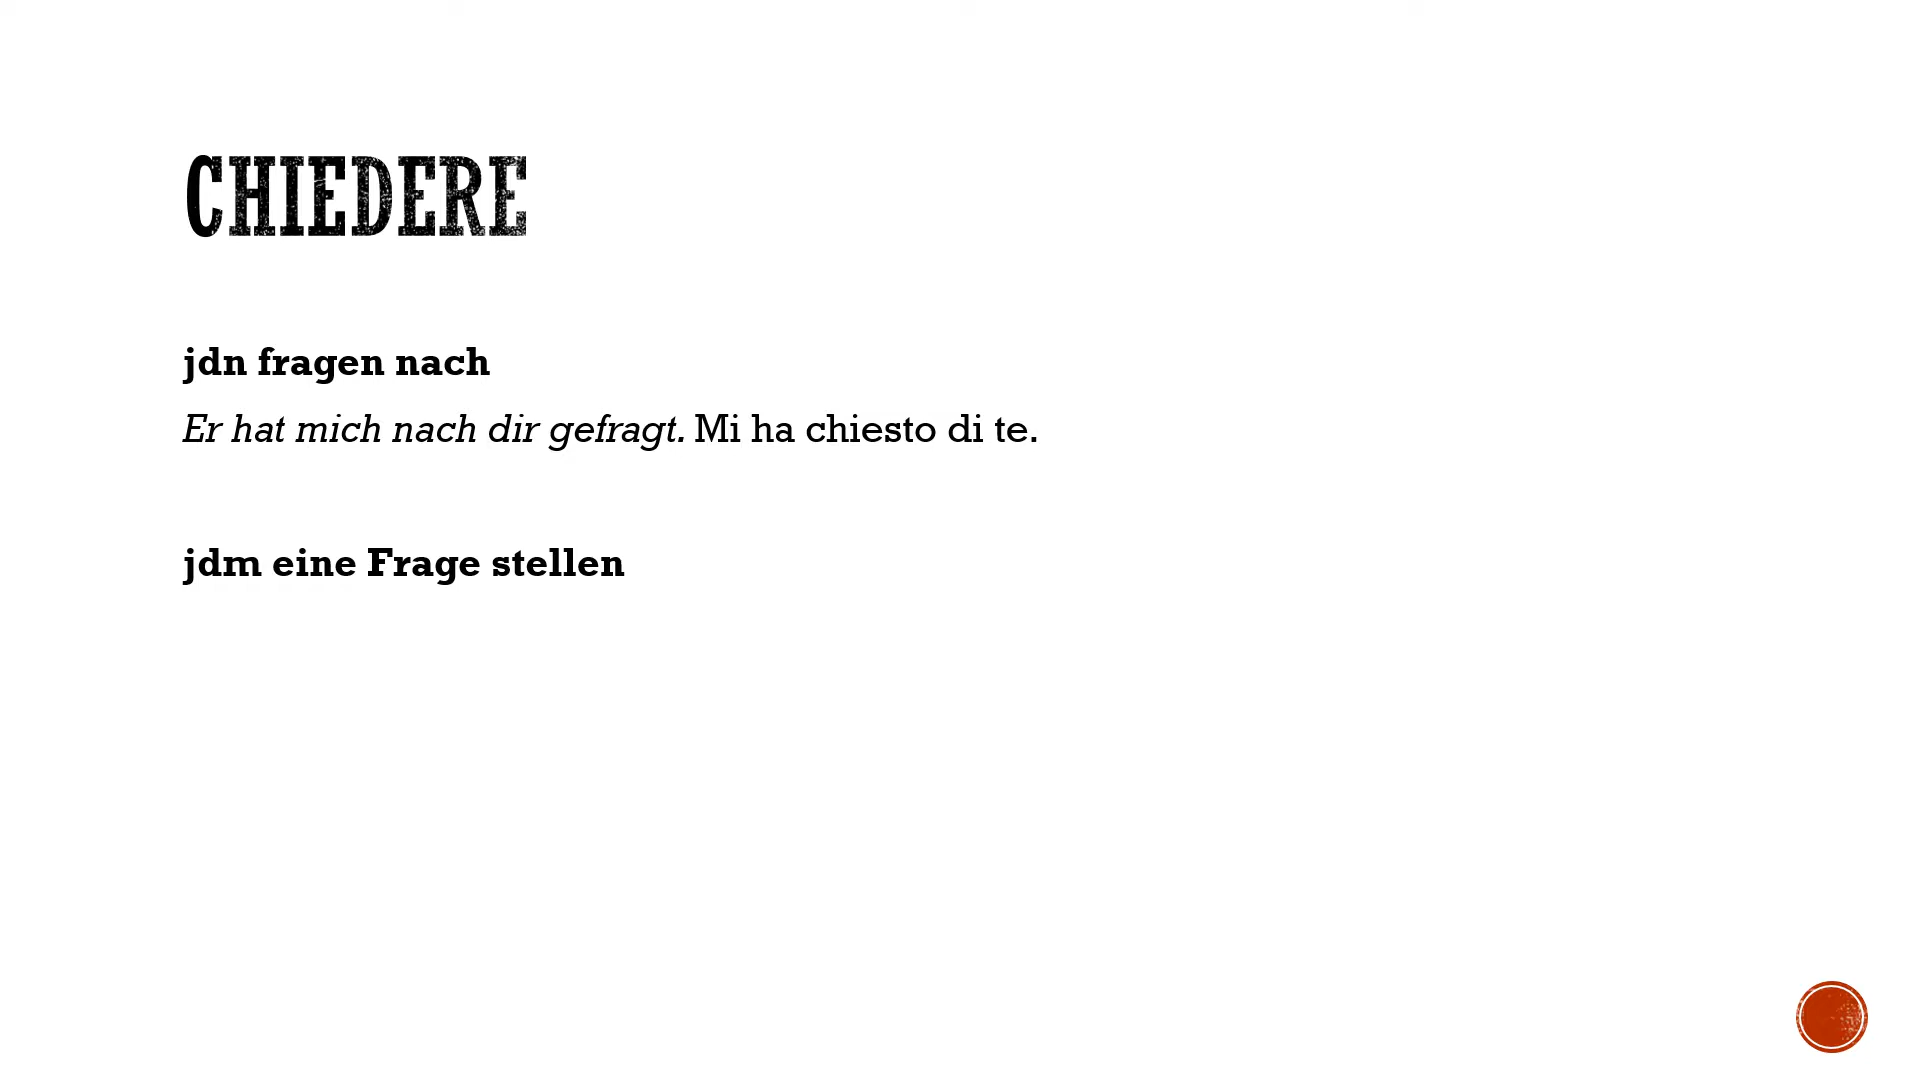 CHIEDERE
jdn fragen nach
Er hat mich nach dir gefragt. Mi ha chiesto di te.
jdm eine Frage stellen